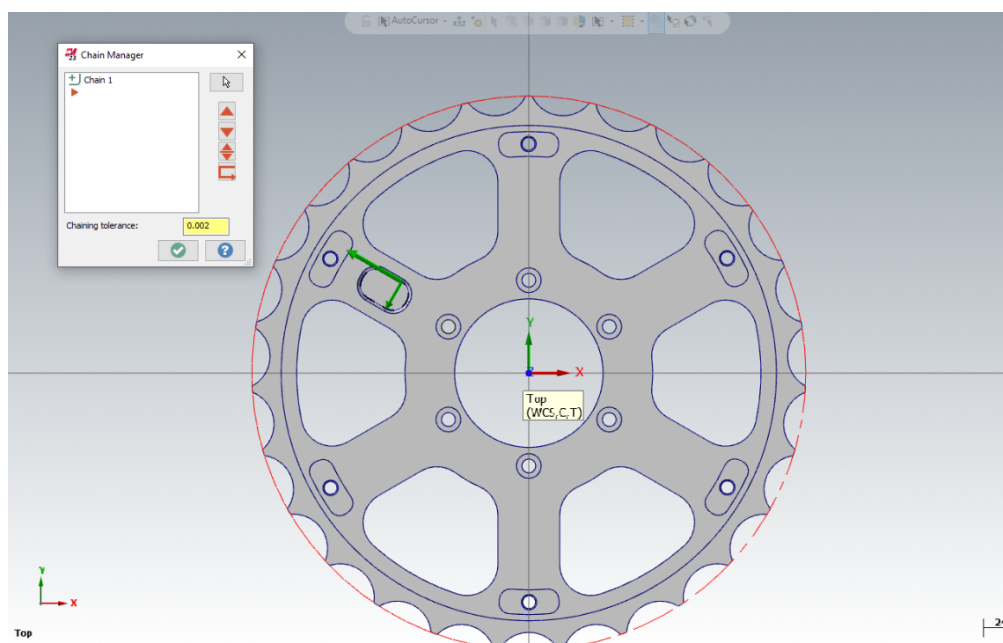 AutoCursor
Chain Manager
Chain 1
Chaining tolerance:
0.002
Y
X
Top
(WCS,C,T)
Y
X
Top